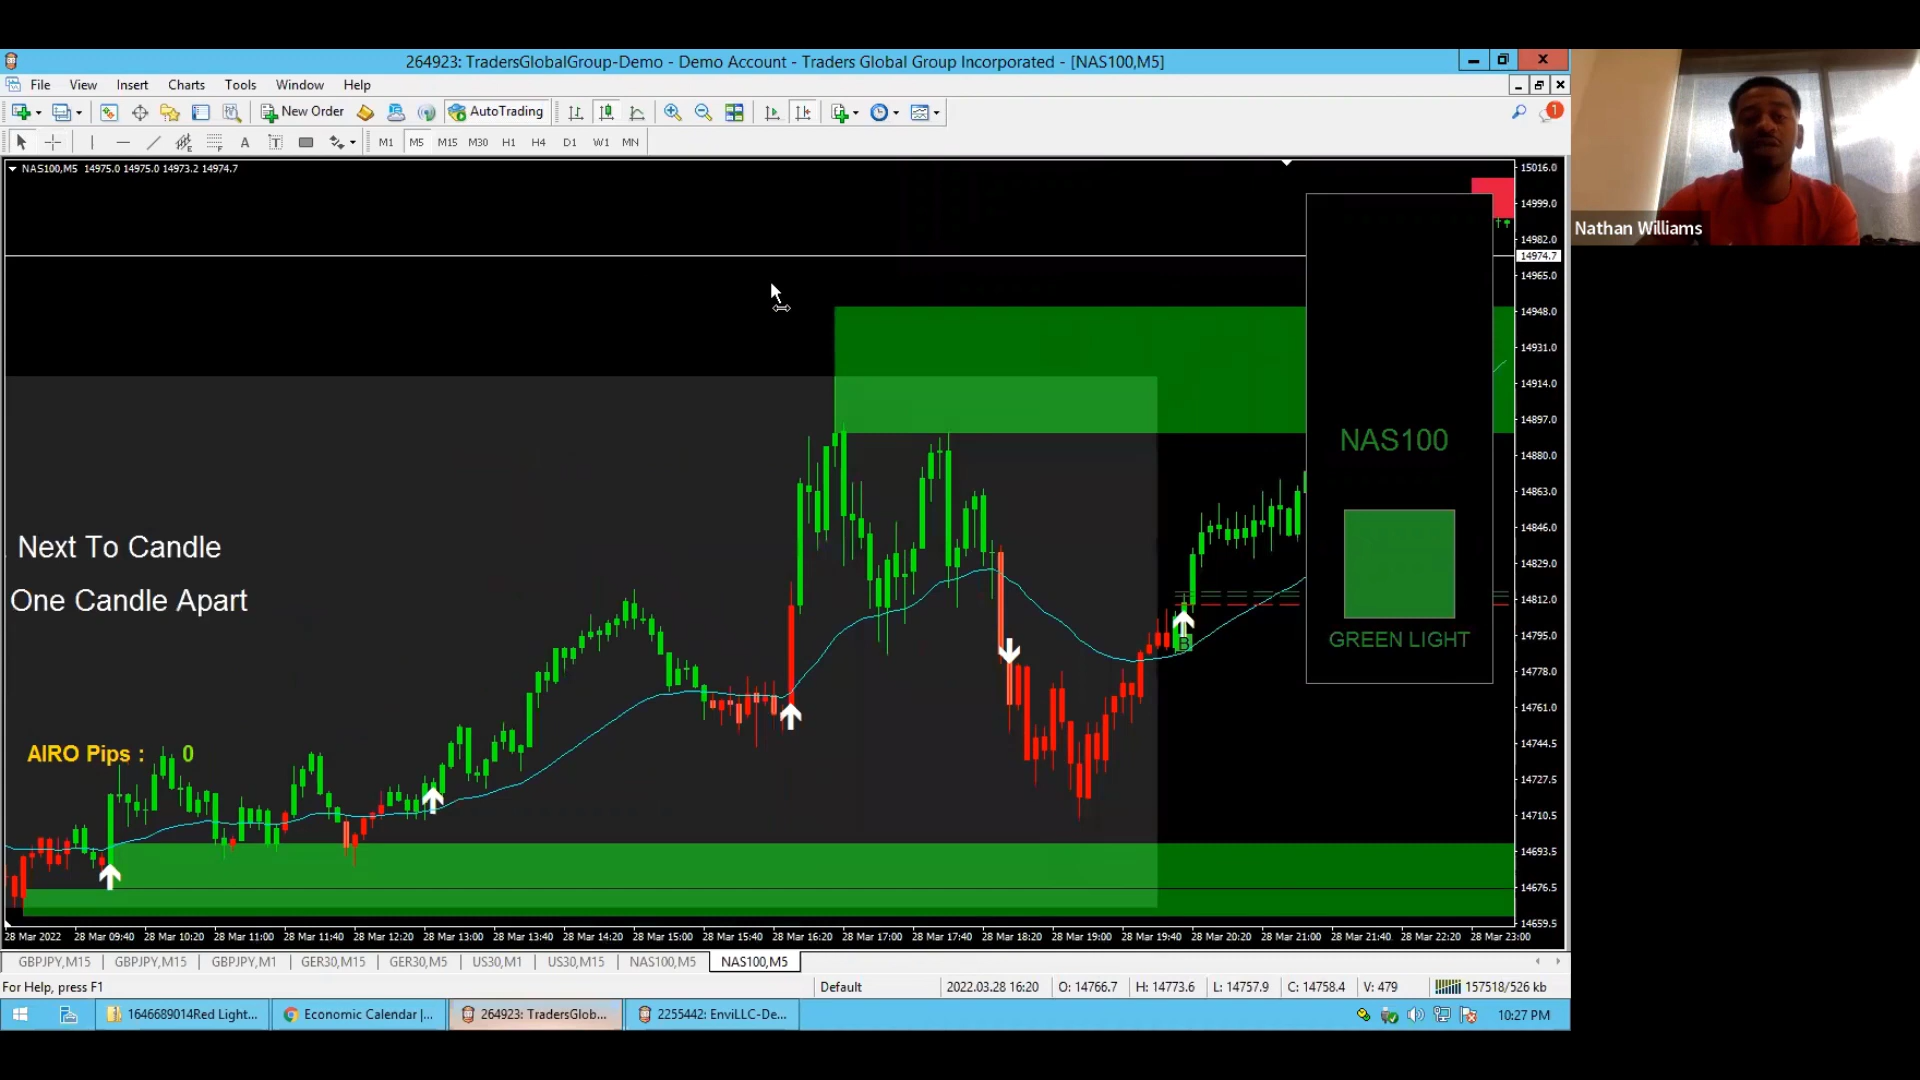 264923: TradersGlobalGroup-Demo - Demo Account - Traders Global Group Incorporated - [NAS100,M5]
File View Insert Charts Tools Window Help
New Order AutoTrading 1
A T M1 M5 M15 M30 H1 H4 D1 W1 MN
NAS100,M5 14975.0 14975.0 14973.2 14974.7
15016.0
14999.0
14982.0
14974.7
14965.0
14948.0
14931.0
14914.0
14897.0
14880.0
14863.0
14846.0
14829.0
14812.0
14795.0
14778.0
14761.0
14744.5
14727.5
14710.5
14693.5
14676.5
14659.5
Nathan Williams
NAS100
GREEN LIGHT
B
Next To Candle
One Candle Apart
AIRO Pips : 0
28 Mar 2022 28 Mar 09:40 28 Mar 10:20 28 Mar 11:00 28 Mar 11:40 28 Mar 12:20 28 Mar 13:00 28 Mar 13:40 28 Mar 14:20 28 Mar 15:00 28 Mar 15:40 28 Mar 16:20 28 Mar 17:00 28 Mar 17:40 28 Mar 18:20 28 Mar 19:00 28 Mar 19:40 28 Mar 20:20 28 Mar 21:00 28 Mar 21:40 28 Mar 22:20 28 Mar 23:00
GBPJPY,M15 GBPJPY,M15 GBPJPY,M1 GER30,M15 GER30,M5 US30,M1 US30,M15 NAS100,M5 NAS100,M5
For Help, press F1 Default 2022.03.28 16:20 O: 14766.7 H: 14773.6 L: 14757.9 C: 14758.4 V: 479 157518/526 kb
1646689014Red Light... Economic Calendar |... 264923: TradersGlob... 2255442: EnviLLC-De... 10:27 PM